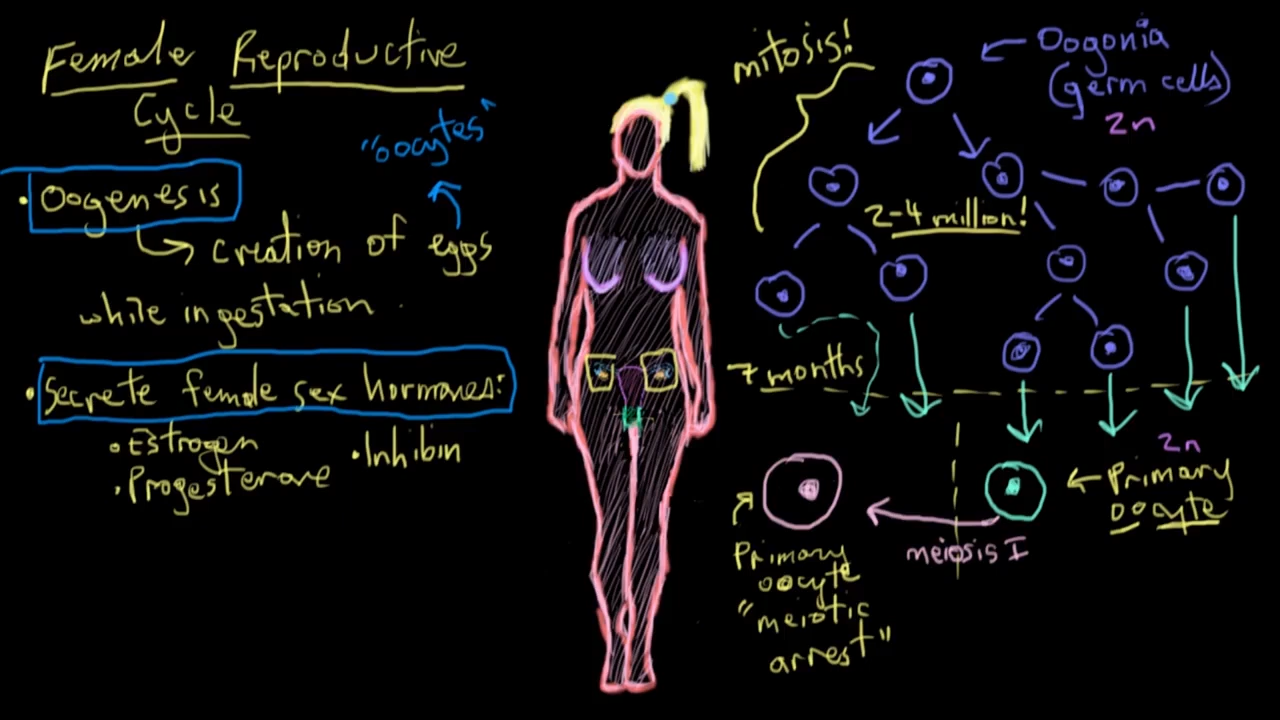 Female Reproductive
Cycle
"oocytes"
• Oogenesis
creation of eggs
while in gestation.
• Secrete female sex hormones:
• Estrogen
• Progesterone
• Inhibin
mitosis!
Oogonia
(germ cells)
2n
2-4 million!
7 months
2n
Primary
oocyte
meiosis I
Primary
oocyte
"meiotic
arrest"